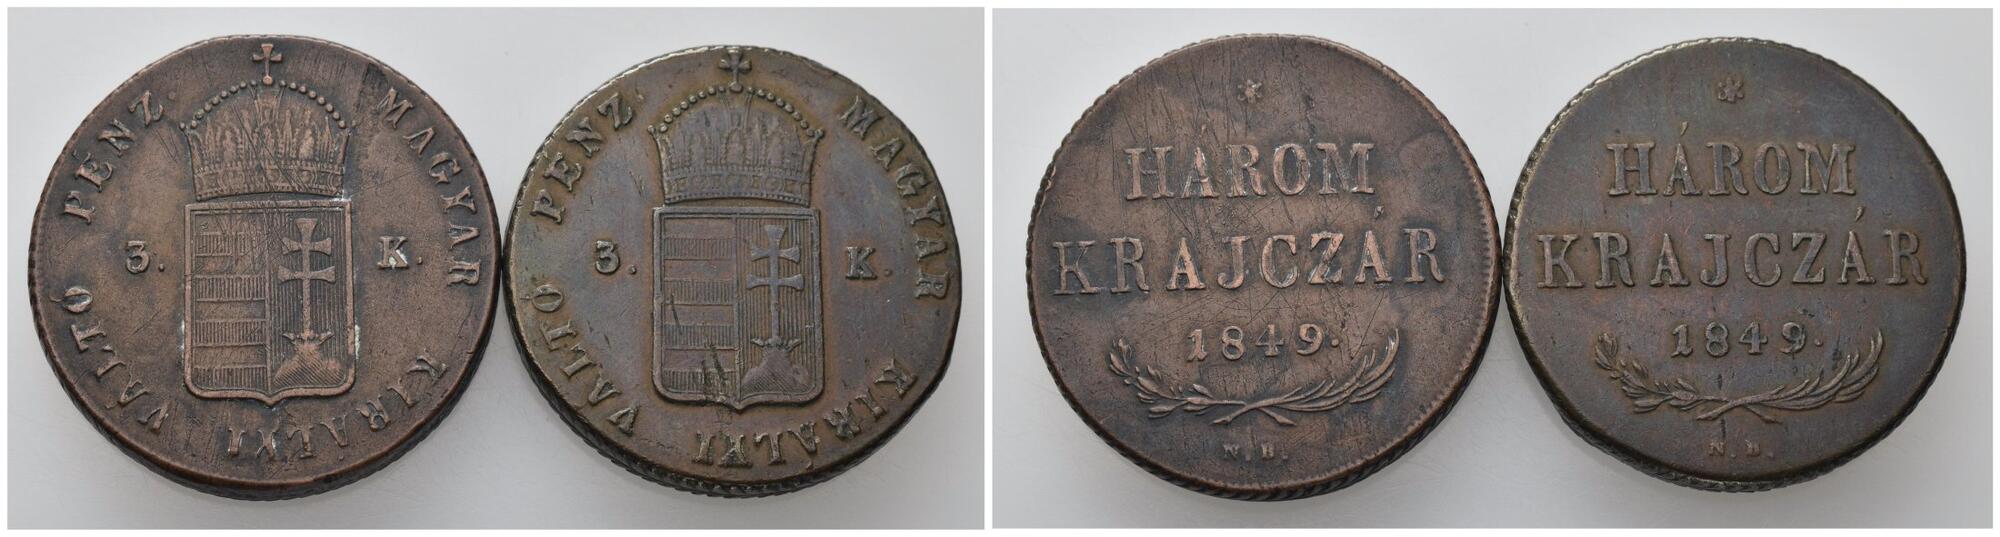 MAGYAR KIRÁLYI VÁLTÓ PÉNZ.
3. K.
MAGYAR KIRÁLYI VÁLTÓ PÉNZ.
3. K.
HÁROM
KRAJCZÁR
1849.
N.B.
HÁROM
KRAJCZÁR
1849.
N.B.